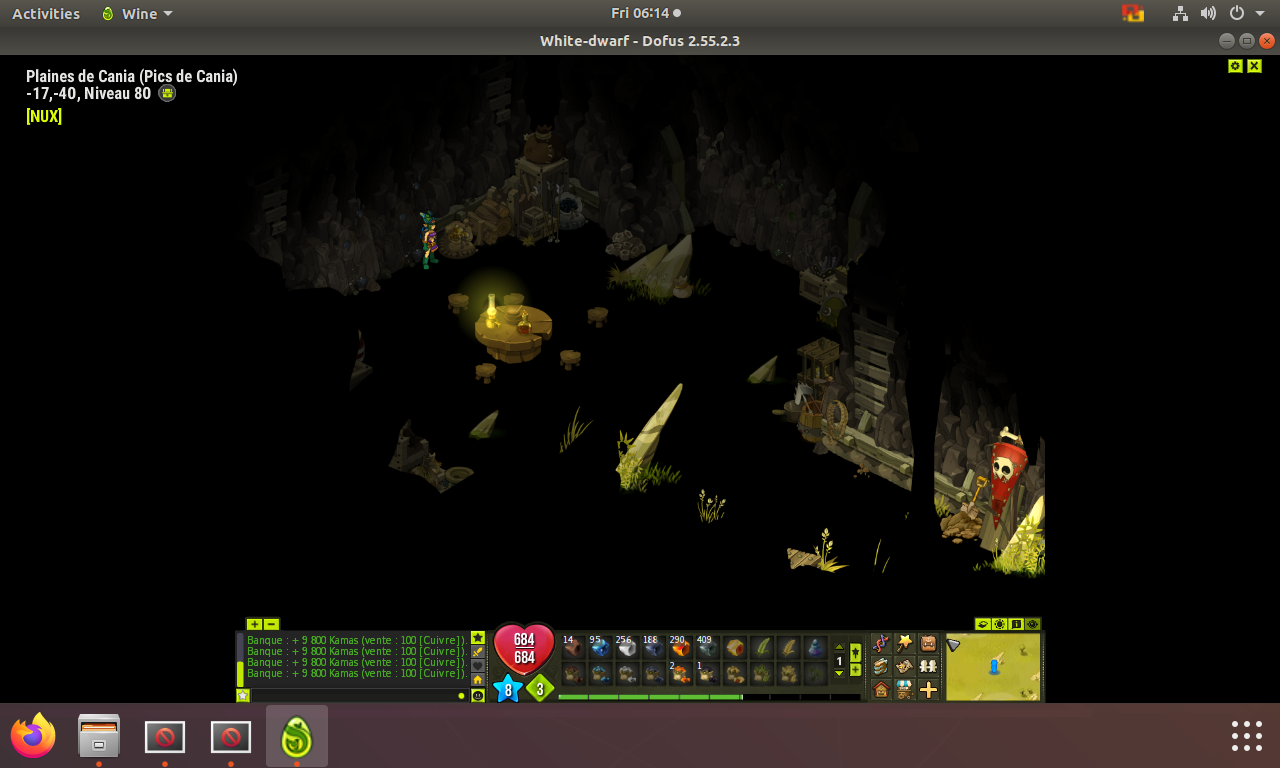 Activities
Wine
Fri 06:14
White-dwarf - Dofus 2.55.2.3
Plaines de Cania (Pics de Cania)
-17,-40, Niveau 80
[NUX]
Banque : + 9 800 Kamas (vente : 100 [Cuivre]).
Banque : + 9 800 Kamas (vente : 100 [Cuivre]).
Banque : + 9 800 Kamas (vente : 100 [Cuivre]).
Banque : + 9 800 Kamas (vente : 100 [Cuivre]).
684
684
8
3
14 95 256 188 290 409
2 1
1